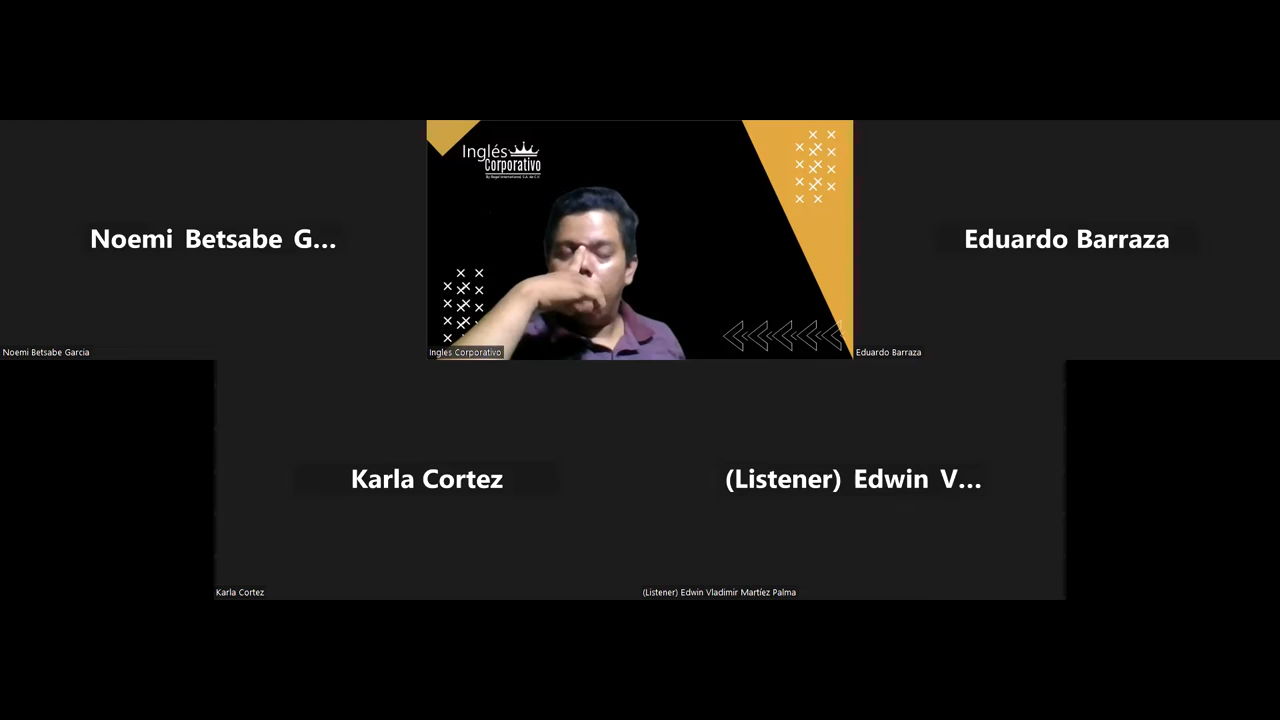 Noemi Betsabe G...
Noemi Betsabe Garcia
Inglés
Corporativo
Ingles Corporativo
Eduardo Barraza
Eduardo Barraza
Karla Cortez
Karla Cortez
(Listener) Edwin V...
(Listener) Edwin Vladimir Martíez Palma